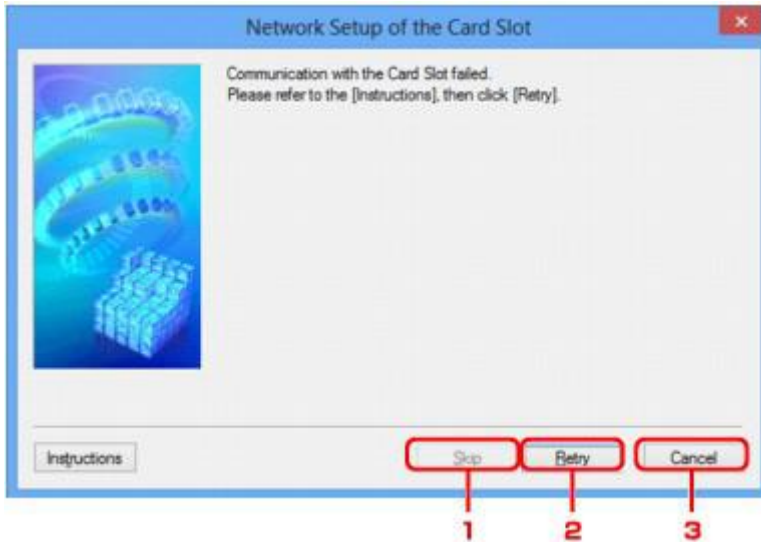 Network Setup of the Card Slot
Communication with the Card Slot failed.
Please refer to the [Instructions], then click [Retry].
Instructions Skip Retry Cancel
1 2 3